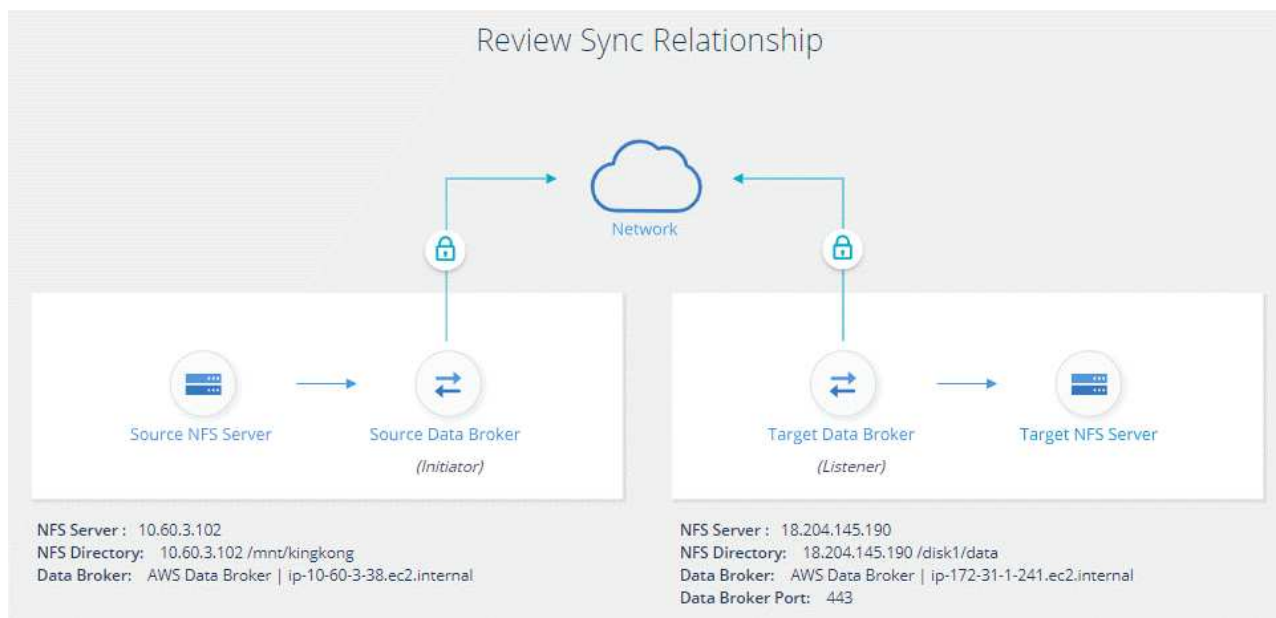 Review Sync Relationship
Network
Source NFS Server
Source Data Broker
(Initiator)
Target Data Broker
(Listener)
Target NFS Server
NFS Server : 10.60.3.102
NFS Directory: 10.60.3.102 /mnt/kingkong
Data Broker: AWS Data Broker | ip-10-60-3-38.ec2.internal
NFS Server : 18.204.145.190
NFS Directory: 18.204.145.190 /disk1/data
Data Broker: AWS Data Broker | ip-172-31-1-241.ec2.internal
Data Broker Port: 443